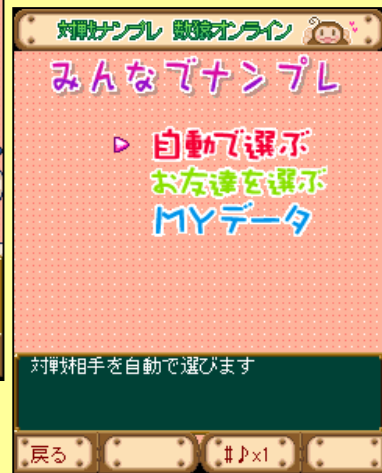 対戦ナンプレ 数猿オンライン
みんなでナンプレ
自動で選ぶ
お友達を選ぶ
MYデータ
対戦相手を自動で選びます
戻る
#♪×1